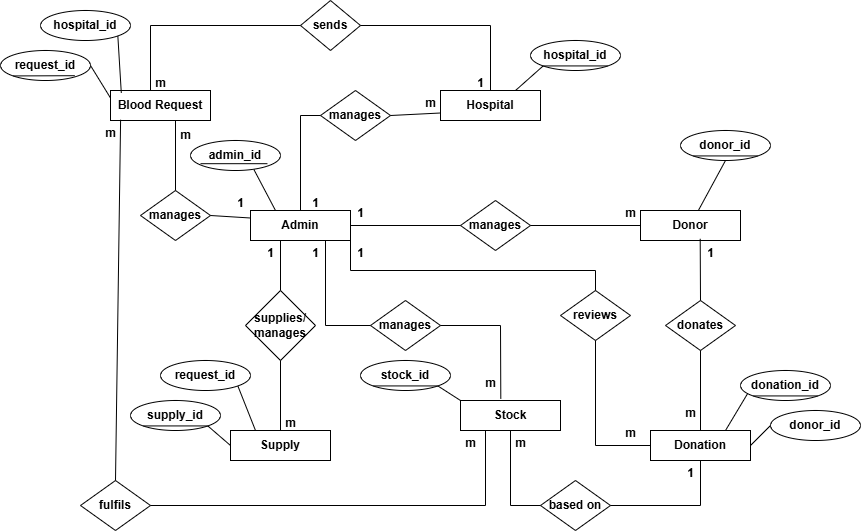 hospital_id
sends
request_id
hospital_id
m
1
Blood Request
m
Hospital
manages
m
m
donor_id
admin_id
1
1
manages
1
m
Admin
manages
Donor
1
1
1
1
supplies/
manages
manages
reviews
donates
request_id
stock_id
m
donation_id
supply_id
m
m
Stock
donor_id
m
Supply
m
m
Donation
1
fulfils
based on